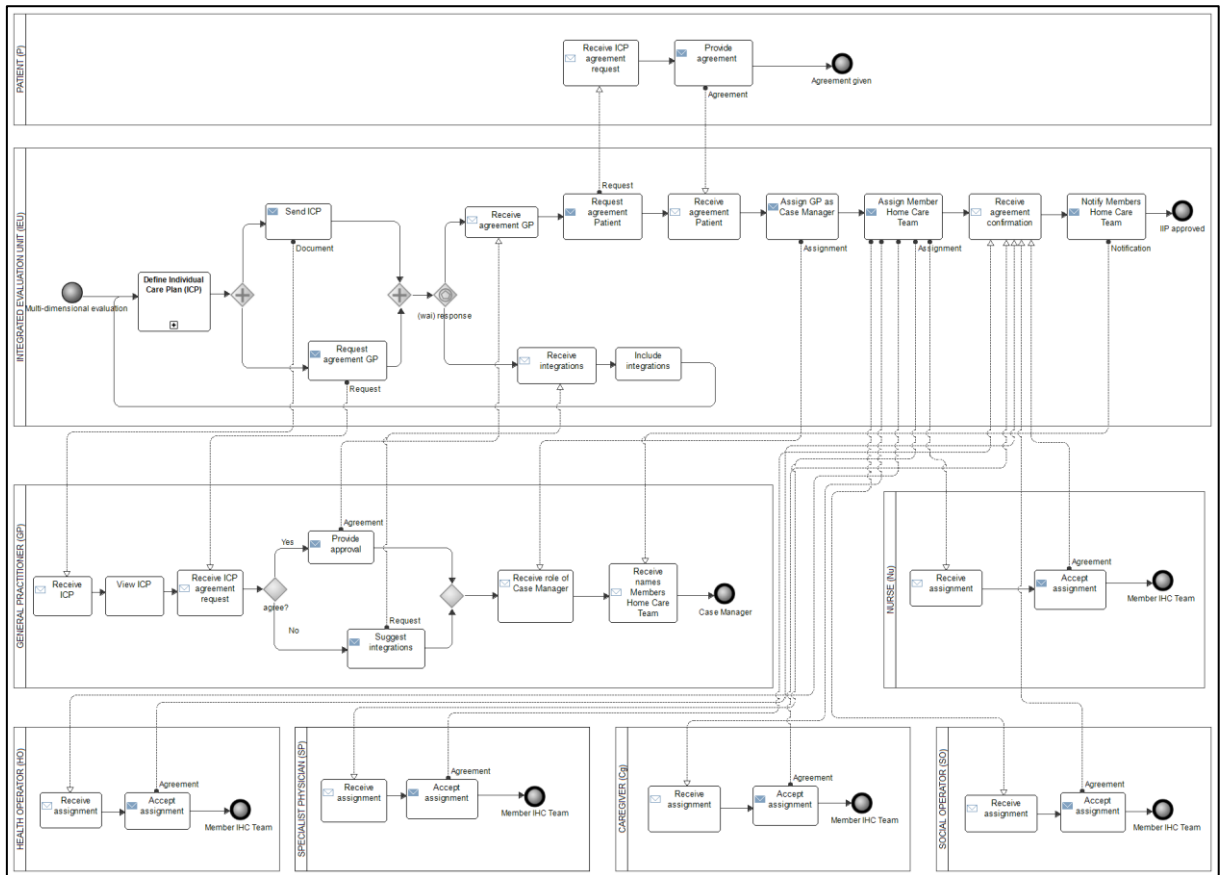 PATIENT (P)
Receive ICP
agreement
request
Provide
agreement
Agreement given
Agreement
INTEGRATED EVALUATION UNIT (IEU)
Request
Send ICP
Document
Receive
agreement GP
Request
agreement
Patient
Receive
agreement
Patient
Assign GP as
Case Manager
Assignment
Assign Member
Home Care
Team
Assignment
Receive
agreement
confirmation
Notify Members
Home Care
Team
Notification
IIP approved
Define Individual
Care Plan (ICP)
Multi-dimensional evaluation
(wai) response
Request
agreement GP
Request
Receive
integrations
Include
integrations
GENERAL PRACTITIONER (GP)
Receive
ICP
View ICP
Receive ICP
agreement
request
agree?
Yes
No
Agreement
Provide
approval
Request
Suggest
integrations
Receive role of
Case Manager
Receive
names
Members
Home Care
Team
Case Manager
NURSE (Nu)
Receive
assignment
Agreement
Accept
assignment
Member IHC Team
HEALTH OPERATOR (HO)
Receive
assignment
Agreement
Accept
assignment
Member IHC Team
SPECIALIST PHYSICIAN (SP)
Receive
assignment
Agreement
Accept
assignment
Member IHC Team
CAREGIVER (Cg)
Receive
assignment
Agreement
Accept
assignment
Member IHC Team
SOCIAL OPERATOR (SO)
Receive
assignment
Agreement
Accept
assignment
Member IHC Team